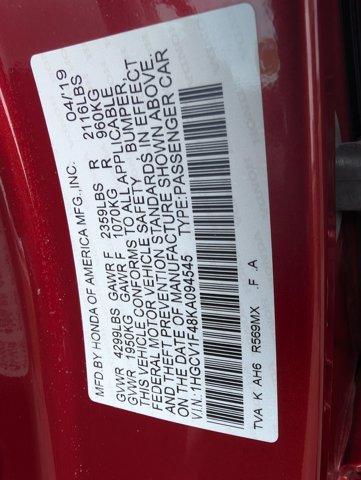 MFD.BY HONDA OF AMERICA MFG.,INC. 04/19
GVWR 4299LBS GAWR F 2359LBS R 2116LBS
GVWR 1950KG GAWR F 1070KG R 960KG
THIS VEHICLE CONFORMS TO ALL APPLICABLE
FEDERAL MOTOR VEHICLE SAFETY, BUMPER,
AND THEFT PREVENTION STANDARDS IN EFFECT
ON THE DATE OF MANUFACTURE SHOWN ABOVE.
V.I.N.:1HGCV1F48KA094545 TYPE:PASSENGER CAR
TVA K AH6 R569MX .F .A